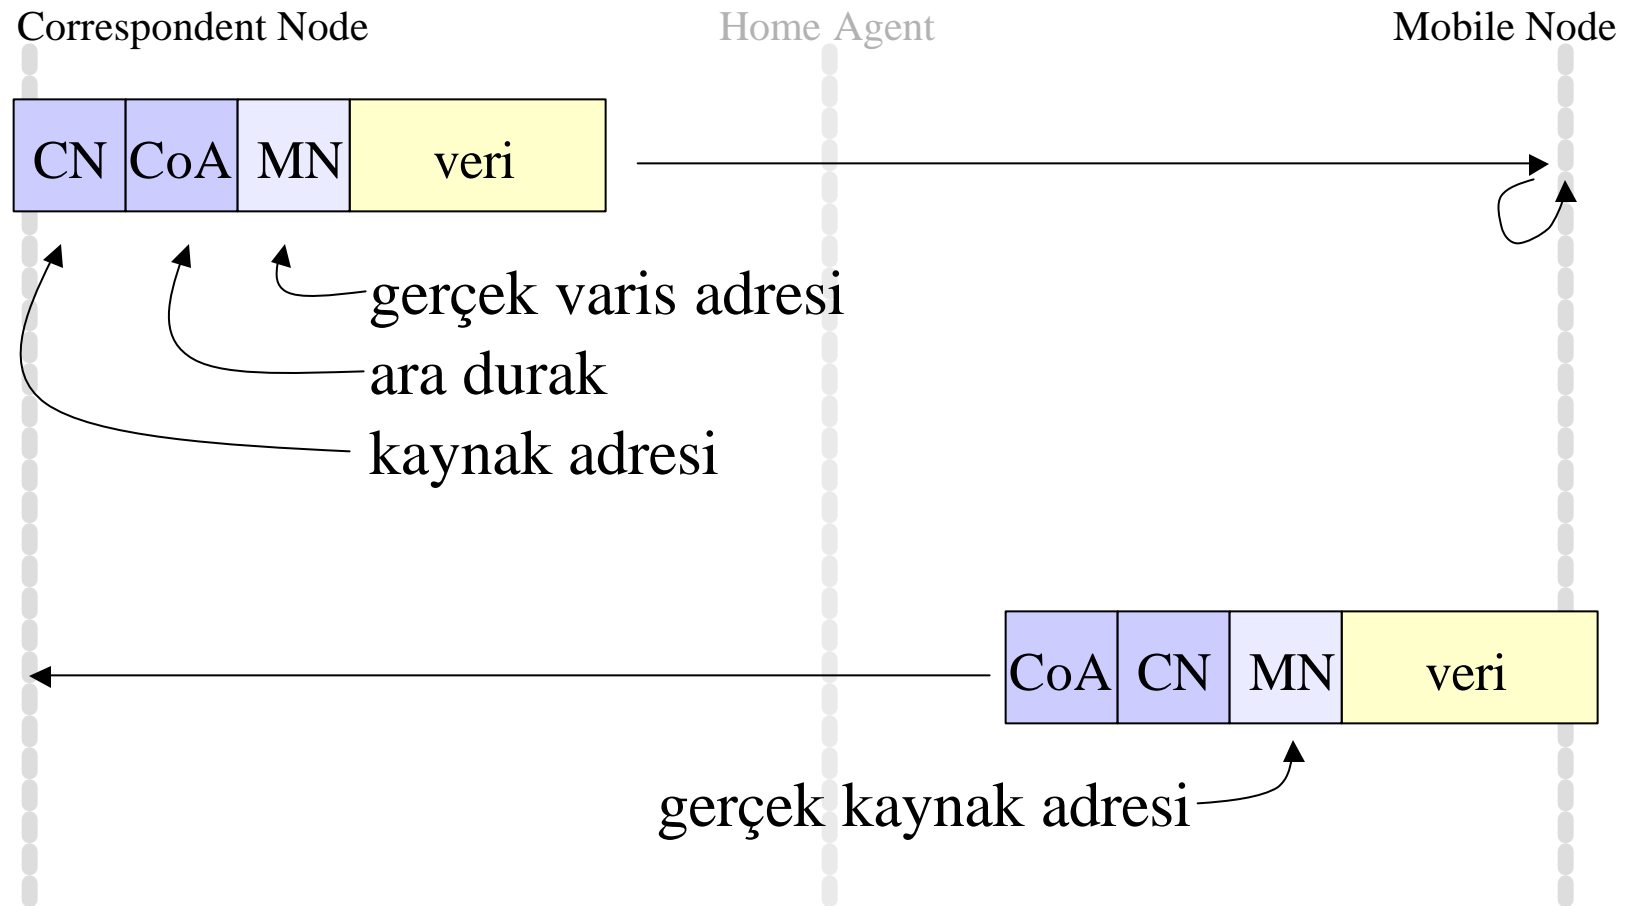 Correspondent Node
Home Agent
Mobile Node
CN CoA MN veri
gerçek varis adresi
ara durak
kaynak adresi
CoA CN MN veri
gerçek kaynak adresi